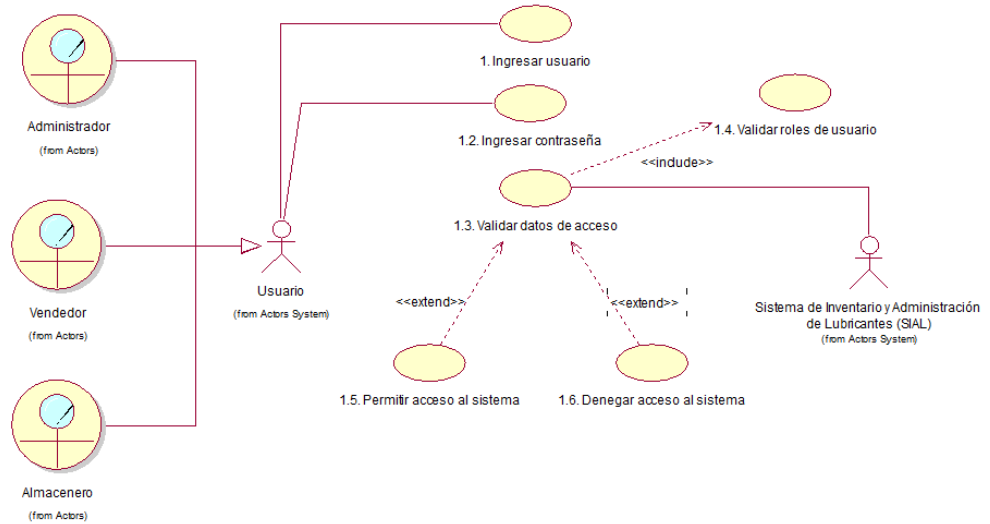 1. Ingresar usuario
Administrador
(from Actors)
1.2. Ingresar contraseña
1.4. Validar roles de usuario
<<include>>
1.3. Validar datos de acceso
Vendedor
(from Actors)
Usuario
(from Actors System)
<<extend>>
<<extend>>
Sistema de Inventario y Administración
de Lubricantes (SIAL)
(from Actors System)
1.5. Permitir acceso al sistema
1.6. Denegar acceso al sistema
Almacenero
(from Actors)